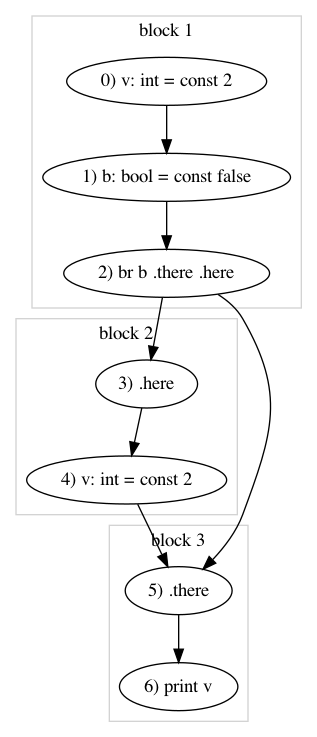 block 1
0) v: int = const 2
1) b: bool = const false
2) br b .there .here
block 2
3) .here
4) v: int = const 2
block 3
5) .there
6) print v